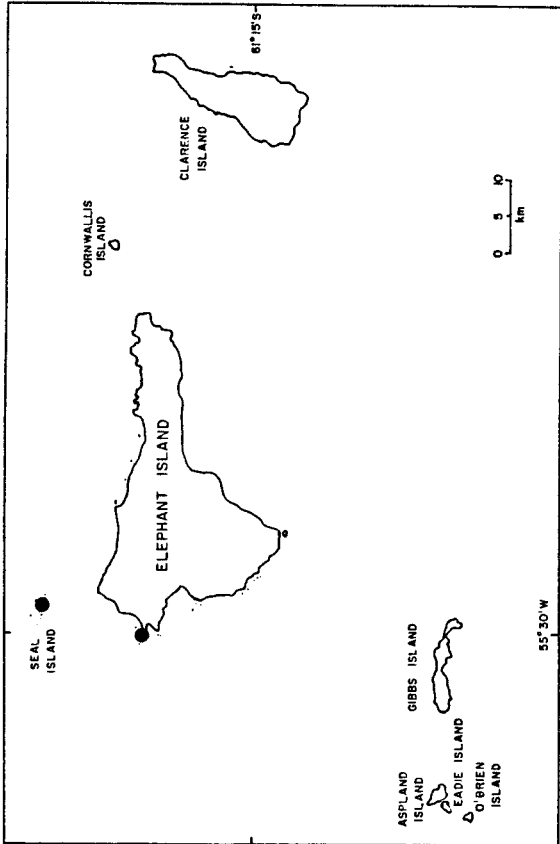 SEAL
ISLAND
ELEPHANT ISLAND
CORNWALLIS
ISLAND
CLARENCE
ISLAND
61° 15' S
ASPLAND
ISLAND
EADIE ISLAND
O'BRIEN
ISLAND
GIBBS ISLAND
0 5 10
km
55° 30' W